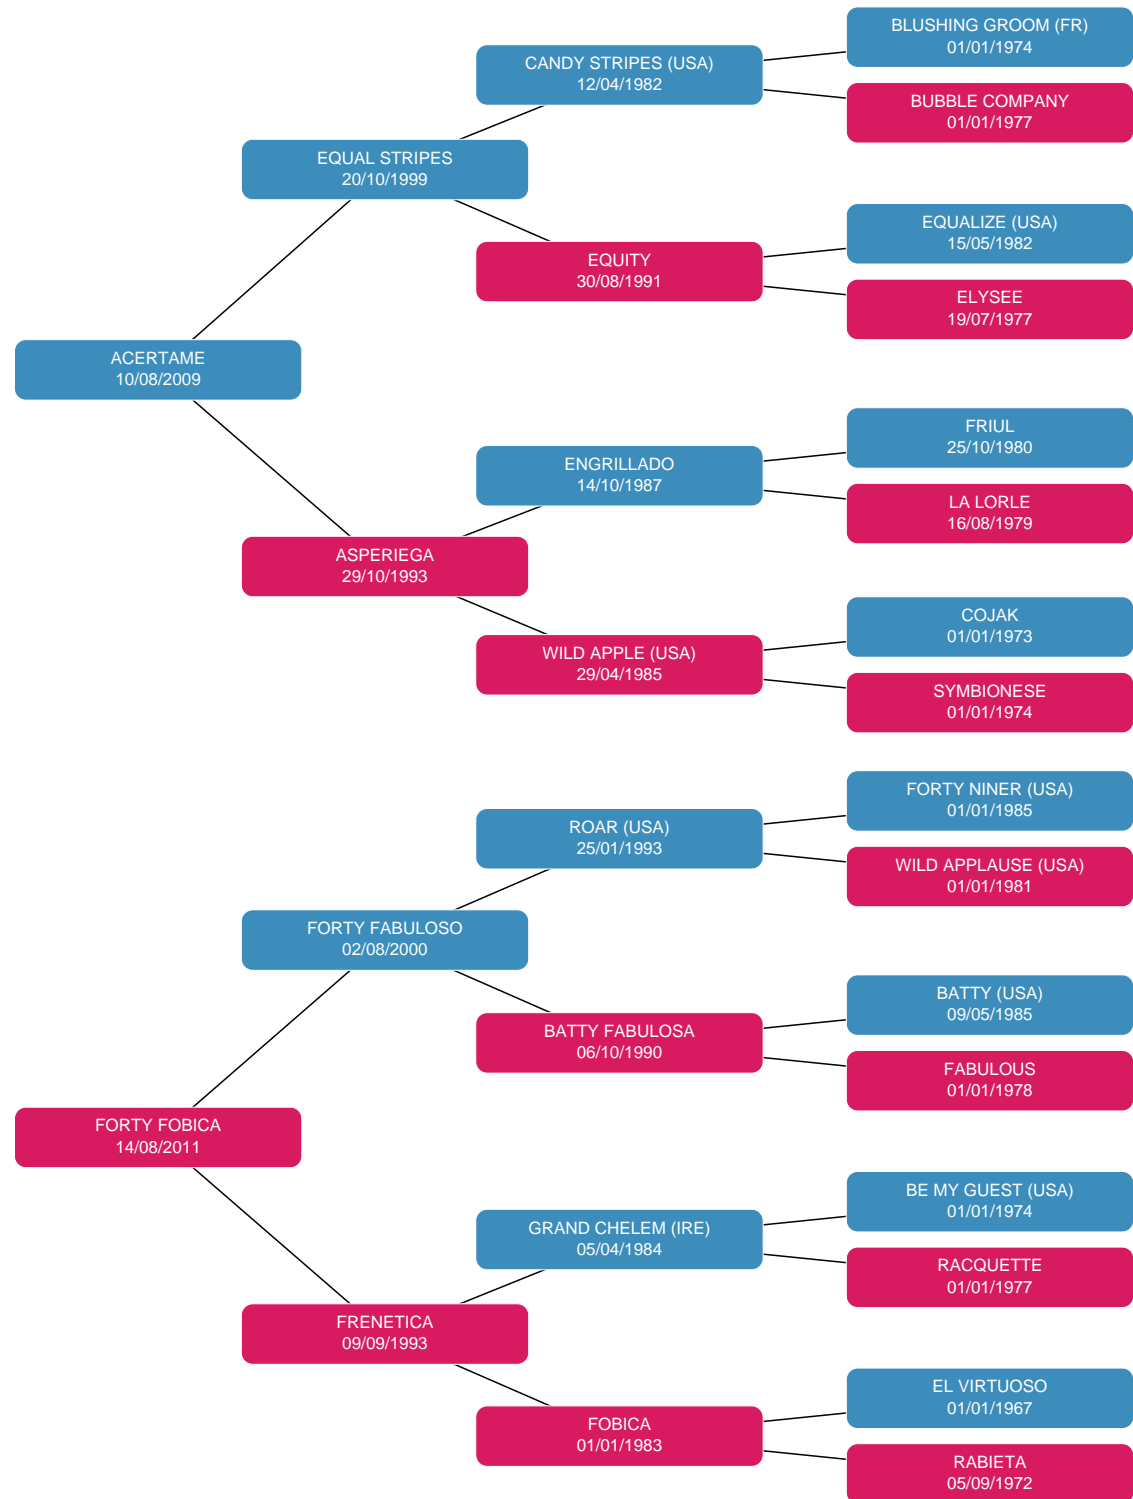 BLUSHING GROOM (FR)
01/01/1974
CANDY STRIPES (USA)
12/04/1982
BUBBLE COMPANY
01/01/1977
EQUAL STRIPES
20/10/1999
EQUALIZE (USA)
15/05/1982
EQUITY
30/08/1991
ELYSEE
19/07/1977
ACERTAME
10/08/2009
FRIUL
25/10/1980
ENGRILLADO
14/10/1987
LA LORLE
16/08/1979
ASPERIEGA
29/10/1993
COJAK
01/01/1973
WILD APPLE (USA)
29/04/1985
SYMBIONESE
01/01/1974
FORTY NINER (USA)
01/01/1985
ROAR (USA)
25/01/1993
WILD APPLAUSE (USA)
01/01/1981
FORTY FABULOSO
02/08/2000
BATTY (USA)
09/05/1985
BATTY FABULOSA
06/10/1990
FABULOUS
01/01/1978
FORTY FOBICA
14/08/2011
BE MY GUEST (USA)
01/01/1974
GRAND CHELEM (IRE)
05/04/1984
RACQUETTE
01/01/1977
FRENETICA
09/09/1993
EL VIRTUOSO
01/01/1967
FOBICA
01/01/1983
RABIETA
05/09/1972